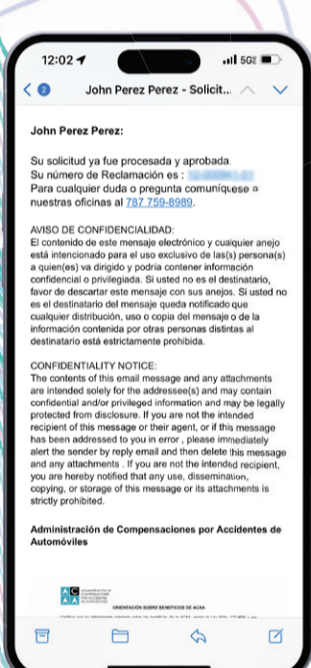 12:02
5G
2
John Perez Perez - Solicit...
John Perez Perez:
Su solicitud ya fue procesada y aprobada.
Su número de Reclamación es :
Para cualquier duda o pregunta comuníquese a
nuestras oficinas al 787 759-8989.
AVISO DE CONFIDENCIALIDAD:
El contenido de este mensaje electrónico y cualquier anejo
está intencionado para el uso exclusivo de las(s) persona(s)
a quien(es) va dirigido y podría contener información
confidencial o privilegiada. Si usted no es el destinatario,
favor de descartar este mensaje con sus anejos. Si usted no
es el destinatario del mensaje queda notificado que
cualquier distribución, uso o copia del mensaje o de la
información contenida por otras personas distintas al
destinatario está estrictamente prohibida.
CONFIDENTIALITY NOTICE:
The contents of this email message and any attachments
are intended solely for the addressee(s) and may contain
confidential and/or privileged information and may be legally
protected from disclosure. If you are not the intended
recipient of this message or their agent, or if this message
has been addressed to you in error , please immediately
alert the sender by reply email and then delete this message
and any attachments . If you are not the intended recipient,
you are hereby notified that any use, dissemination,
copying, or storage of this message or its attachments is
strictly prohibited.
Administración de Compensaciones por Accidentes de
Automóviles
ACAA
ORIENTACIÓN SOBRE BENEFICIOS DE ACAA